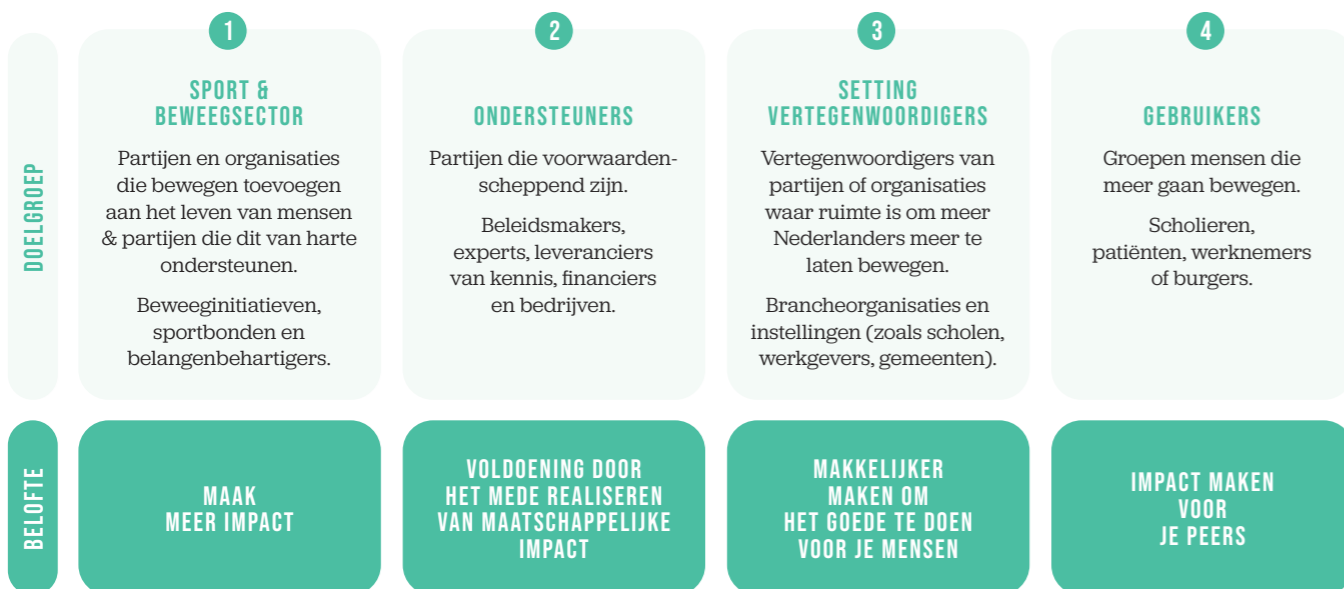 DOELGROEP
1
SPORT &
BEWEEGSECTOR
Partijen en organisaties
die bewegen toevoegen
aan het leven van mensen
& partijen die dit van harte
ondersteunen.
Beweeginitiatieven,
sportbonden en
belangenbehartigers.
2
ONDERSTEUNERS
Partijen die voorwaarden-
scheppend zijn.
Beleidsmakers,
experts, leveranciers
van kennis, financiers
en bedrijven.
3
SETTING
VERTEGENWOORDIGERS
Vertegenwoordigers van
partijen of organisaties
waar ruimte is om meer
Nederlanders meer te
laten bewegen.
Brancheorganisaties en
instellingen (zoals scholen,
werkgevers, gemeenten).
4
GEBRUIKERS
Groepen mensen die
meer gaan bewegen.
Scholieren,
patiënten, werknemers
of burgers.
BELOFTE
MAAK
MEER IMPACT
VOLDOENING DOOR
HET MEDE REALISEREN
VAN MAATSCHAPPELIJKE
IMPACT
MAKKELIJKER
MAKEN OM
HET GOEDE TE DOEN
VOOR JE MENSEN
IMPACT MAKEN
VOOR
JE PEERS